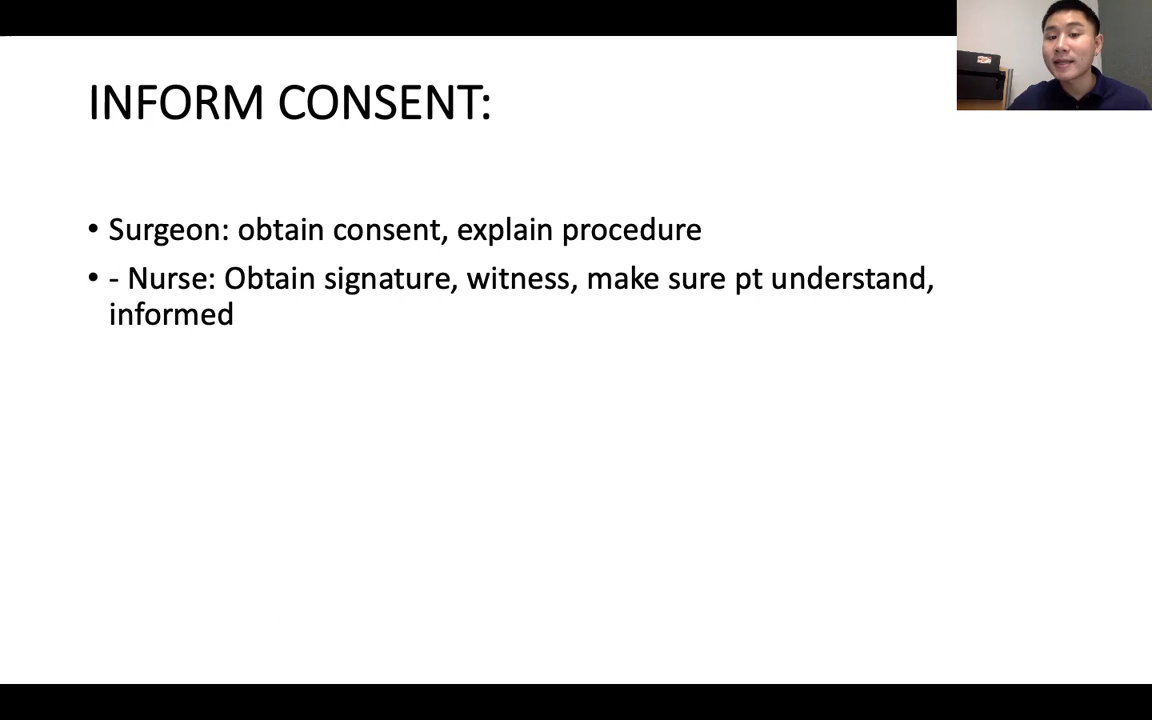 INFORM CONSENT:
• Surgeon: obtain consent, explain procedure
• - Nurse: Obtain signature, witness, make sure pt understand,
informed